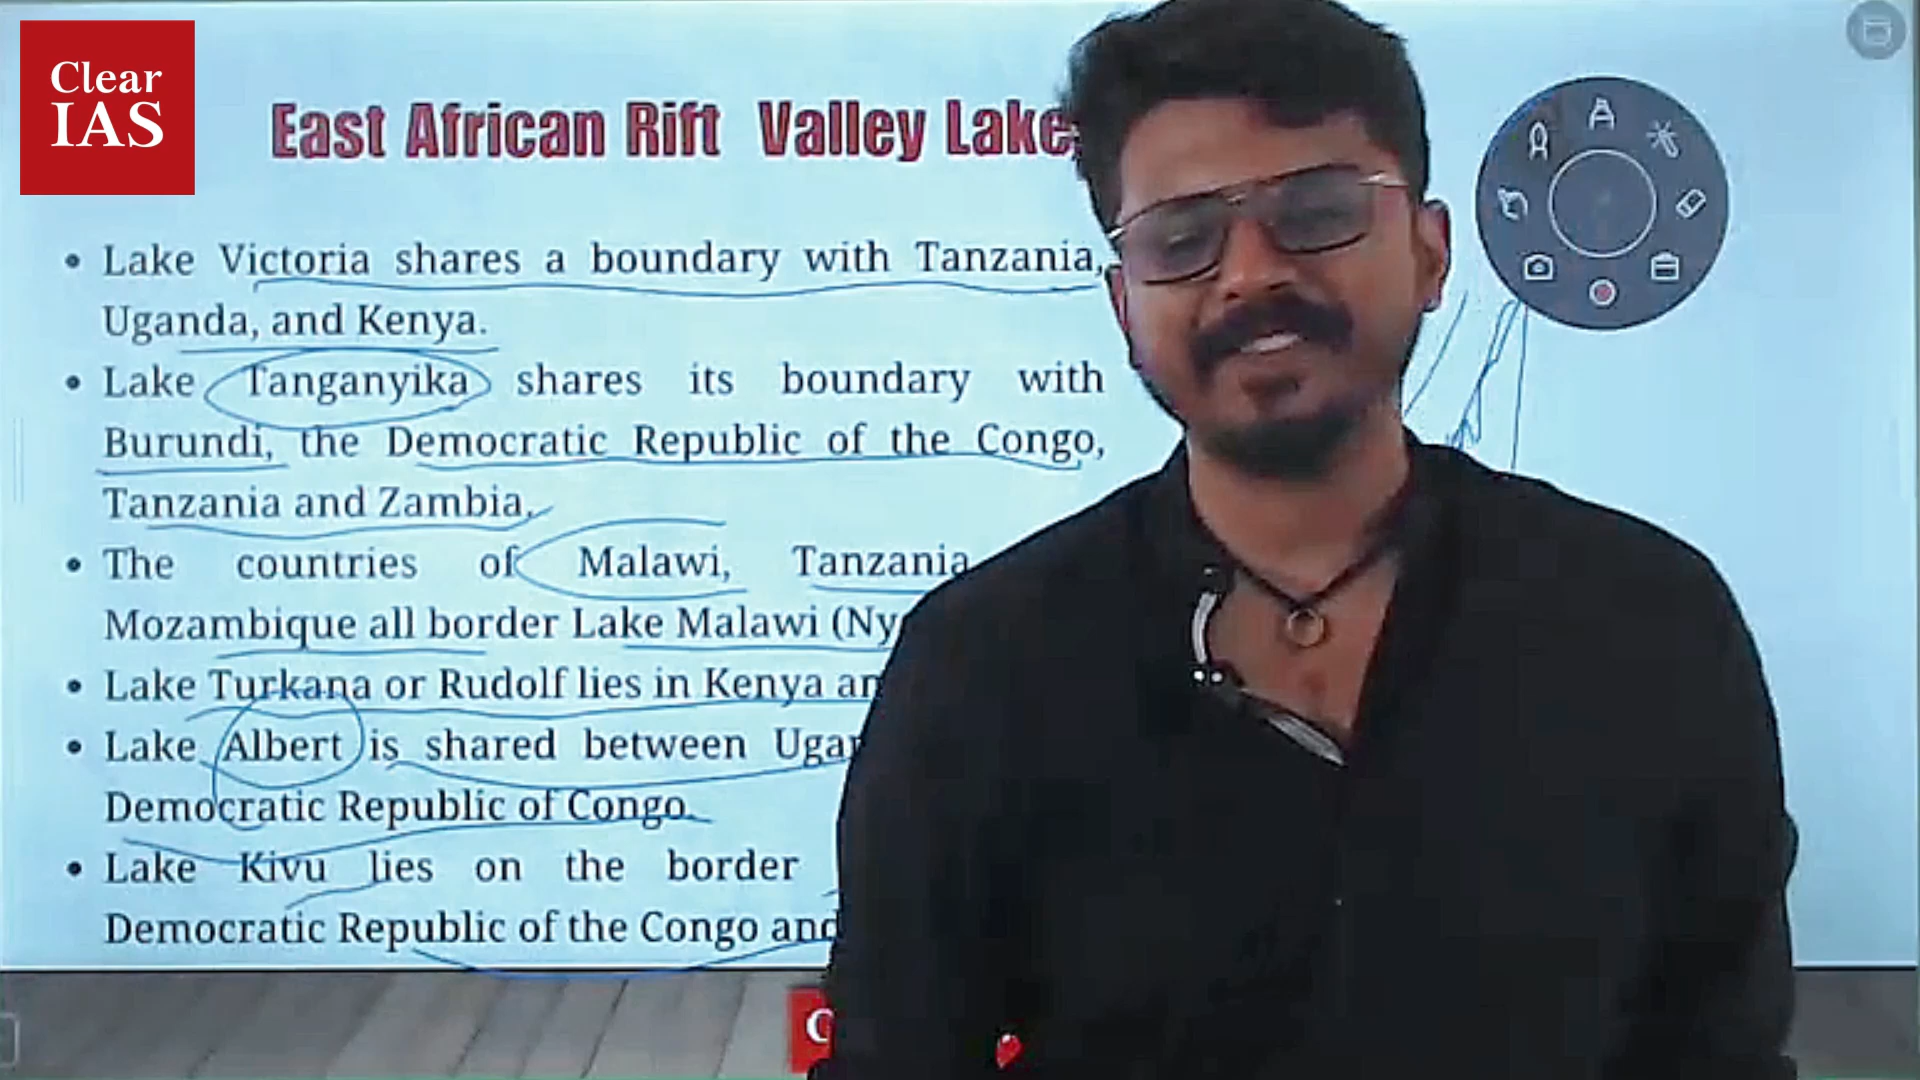 Clear
IAS
East African Rift Valley Lake
Lake Victoria shares a boundary with Tanzania,
Uganda, and Kenya.
Lake Tanganyika shares its boundary with
Burundi, the Democratic Republic of the Congo,
Tanzania and Zambia.
The countries of Malawi, Tanzania
Mozambique all border Lake Malawi
Lake Turkana or Rudolf lies in Kenya
Lake Albert is shared between
Democratic Republic of Congo.
Lake Kivu lies on the border
Democratic Republic of the Congo and